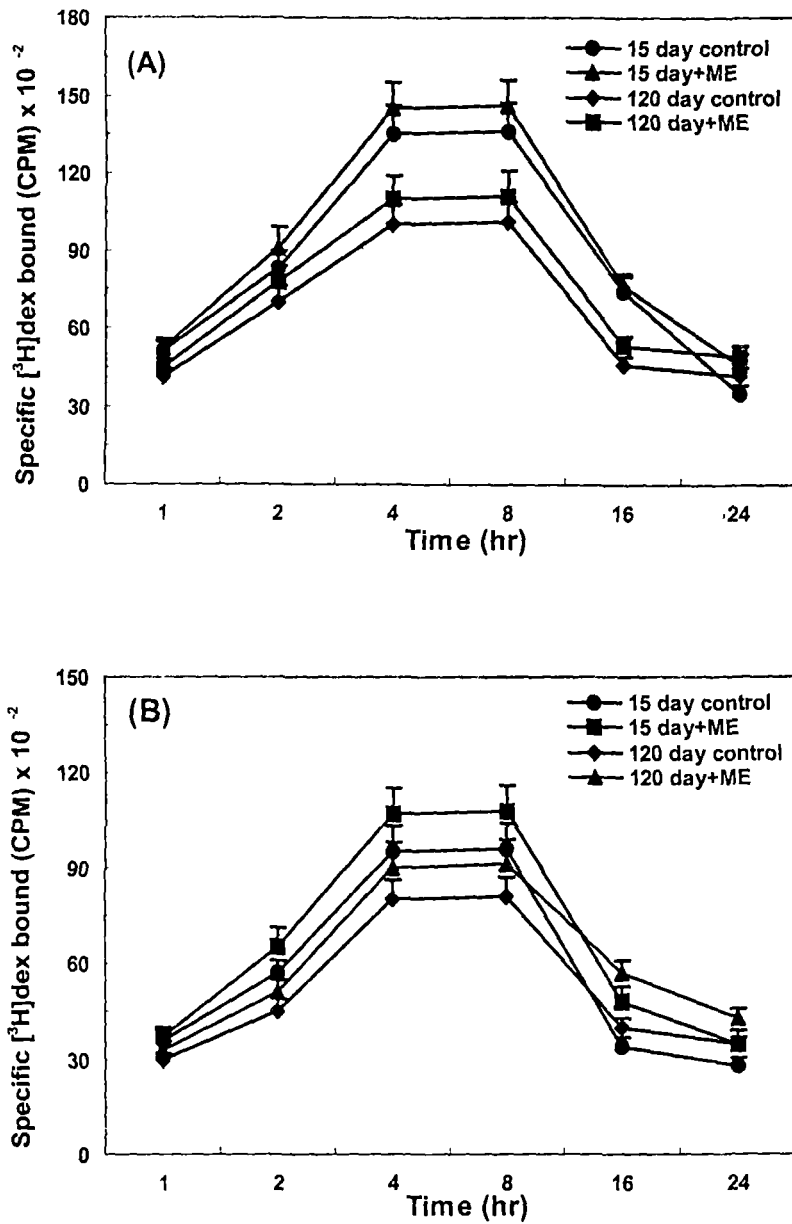 180
150
120
90
60
30
0
Specific [³H]dex bound (CPM) x 10 ⁻²
(A)
15 day control
15 day+ME
120 day control
120 day+ME
1 2 4 8 16 24
Time (hr)
150
120
90
60
30
0
Specific [³H]dex bound (CPM) x 10 ⁻²
(B)
15 day control
15 day+ME
120 day control
120 day+ME
1 2 4 8 16 24
Time (hr)